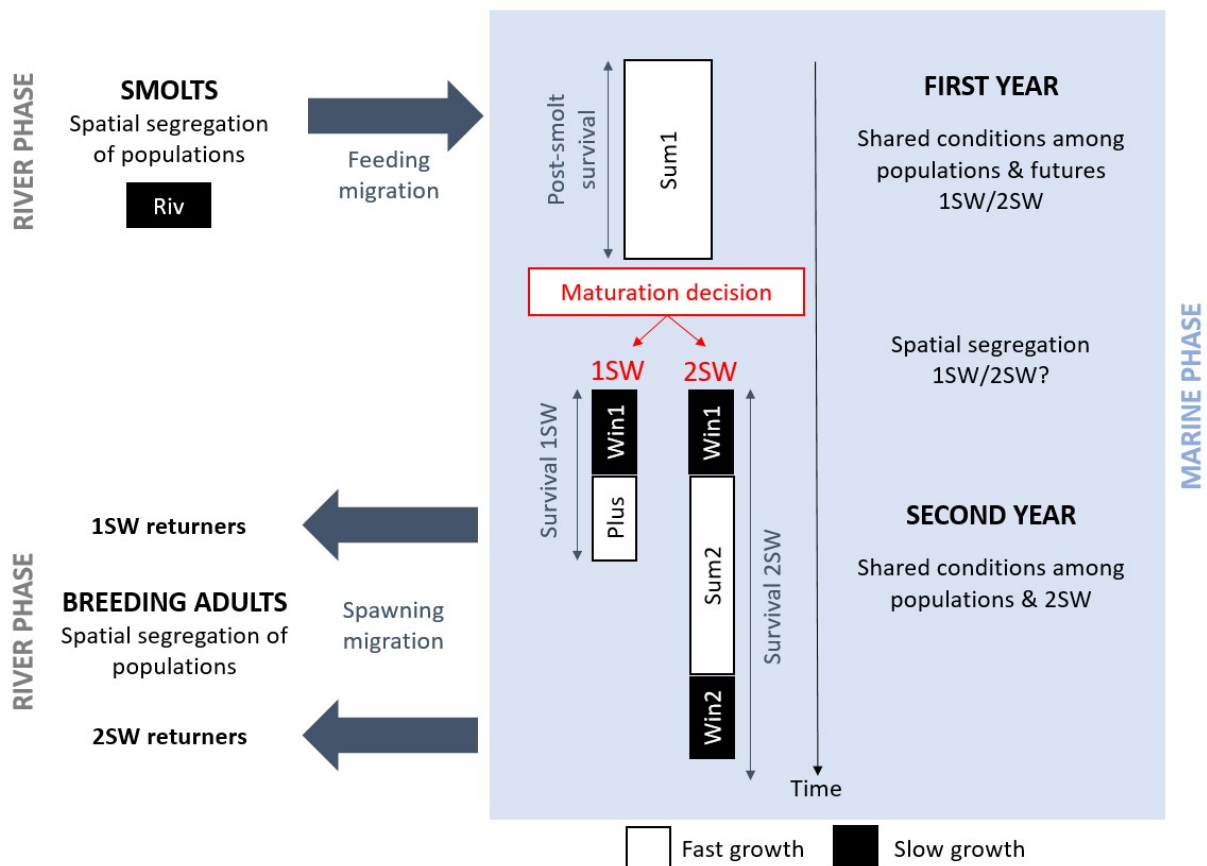 RIVER PHASE
SMOLTS
Spatial segregation
of populations
Riv
Feeding
migration
Post-smolt
survival
Sum1
Maturation decision
1SW
2SW
Survival 1SW
Win1
Plus
Win1
Sum2
Win2
Survival 2SW
Time
FIRST YEAR
Shared conditions among
populations & futures
1SW/2SW
Spatial segregation
1SW/2SW?
SECOND YEAR
Shared conditions among
populations & 2SW
MARINE PHASE
RIVER PHASE
1SW returners
BREEDING ADULTS
Spatial segregation of
populations
2SW returners
Spawning
migration
Fast growth
Slow growth